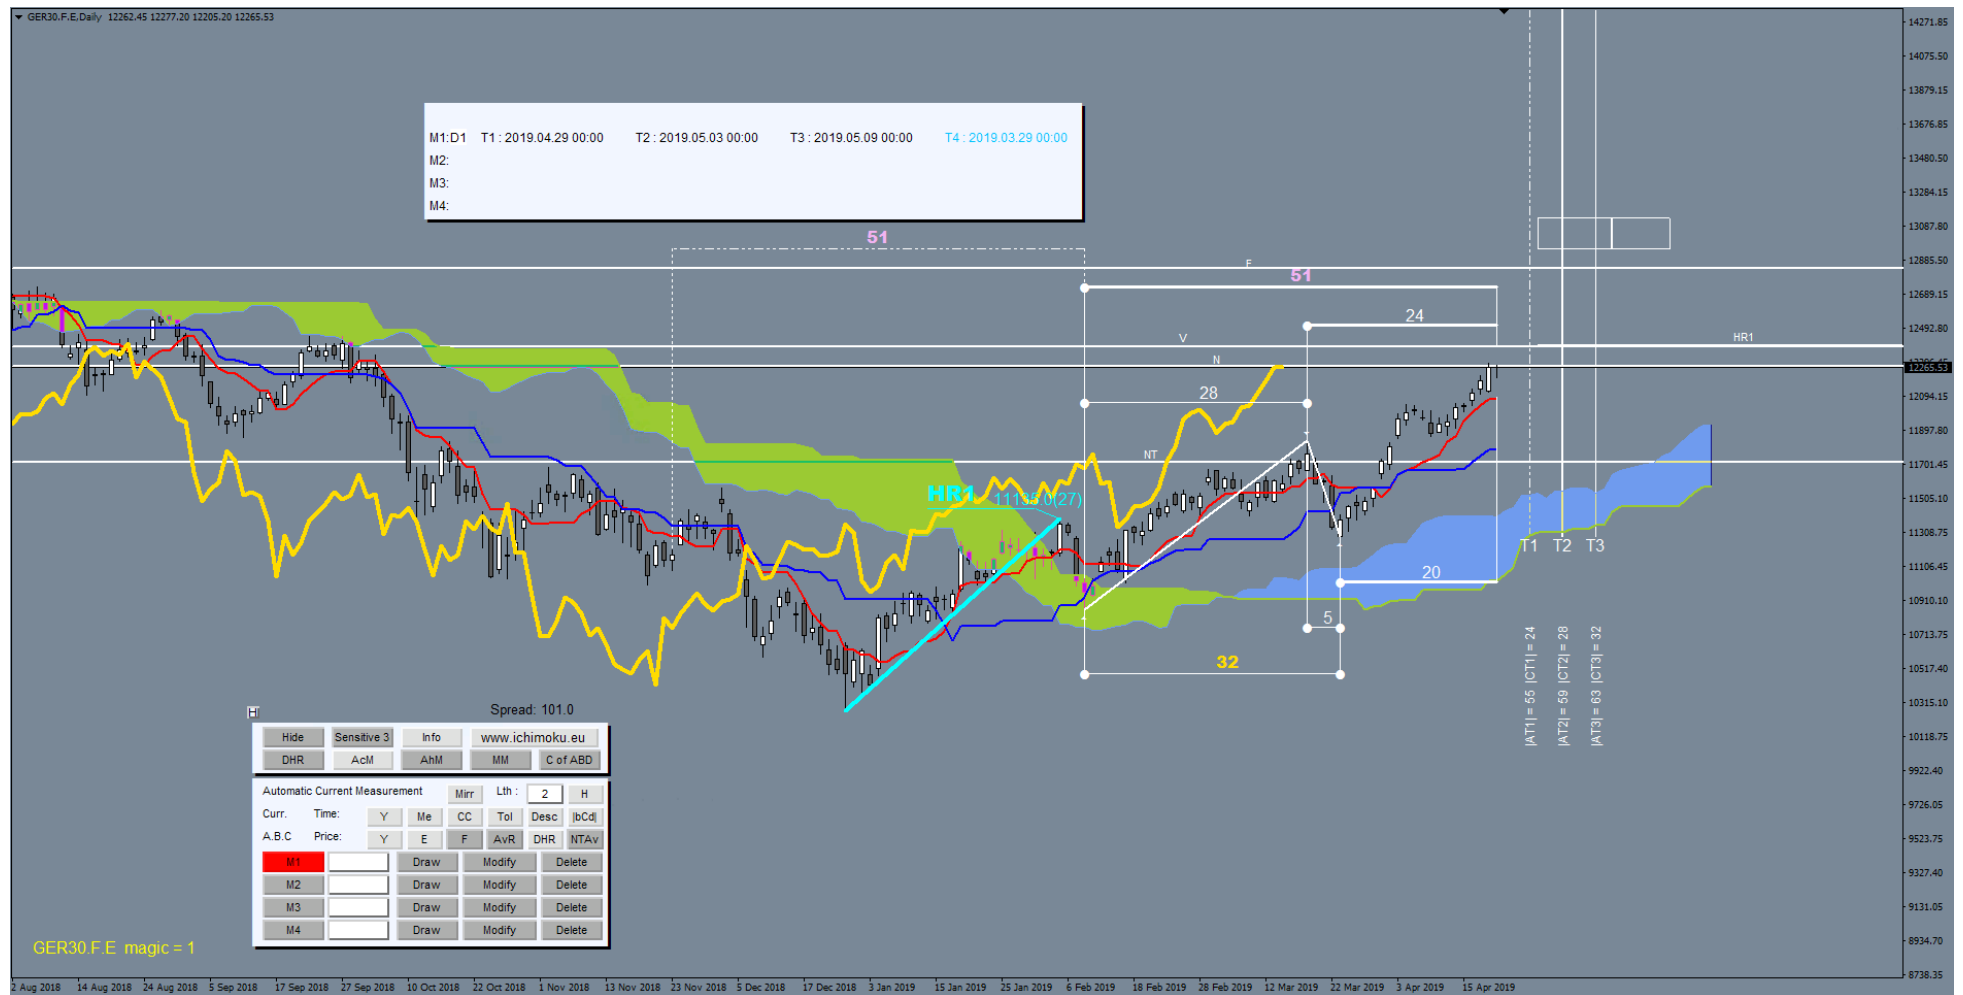 GER30.F.E,Daily 12262.45 12277.20 12205.20 12265.53
14271.85
14075.50
13879.15
13676.85
13480.50
13284.15
13087.80
12885.50
12689.15
12492.80
12265.53
12094.15
11897.80
11701.45
11505.10
11308.75
11106.45
10910.10
10713.75
10517.40
10315.10
10118.75
9922.40
9726.05
9523.75
9327.40
9131.05
8934.70
8738.35
M1:D1 T1 : 2019.04.29 00:00 T2 : 2019.05.03 00:00 T3 : 2019.05.09 00:00 T4 : 2019.03.29 00:00
M2:
M3:
M4:
51
F
51
24
V
HR1
N
28
NT
HR1 11135.0(27)
T1 T2 T3
20
5
32
|AT1| = 55 |CT1| = 24
|AT2| = 59 |CT2| = 28
|AT3| = 63 |CT3| = 32
H
Spread: 101.0
Hide Sensitive 3 Info www.ichimoku.eu
DHR AcM AhM MM C of ABD
Automatic Current Measurement Mirr Lth : 2 H
Curr. Time: Y Me CC Tol Desc |bCd|
A.B.C Price: Y E F AvR DHR NTAv
M1 Draw Modify Delete
M2 Draw Modify Delete
M3 Draw Modify Delete
M4 Draw Modify Delete
GER30.F.E magic = 1
2 Aug 2018 14 Aug 2018 24 Aug 2018 5 Sep 2018 17 Sep 2018 27 Sep 2018 10 Oct 2018 22 Oct 2018 1 Nov 2018 13 Nov 2018 23 Nov 2018 5 Dec 2018 17 Dec 2018 3 Jan 2019 15 Jan 2019 25 Jan 2019 6 Feb 2019 18 Feb 2019 28 Feb 2019 12 Mar 2019 22 Mar 2019 3 Apr 2019 15 Apr 2019